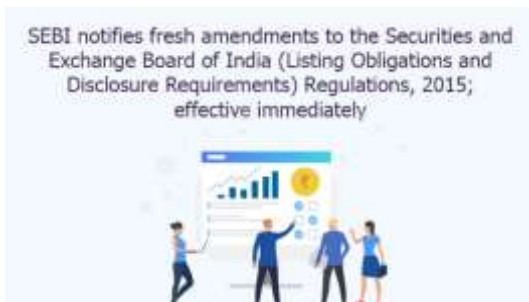 SEBI notifies fresh amendments to the Securities and
Exchange Board of India (Listing Obligations and
Disclosure Requirements) Regulations, 2015;
effective immediately
₹